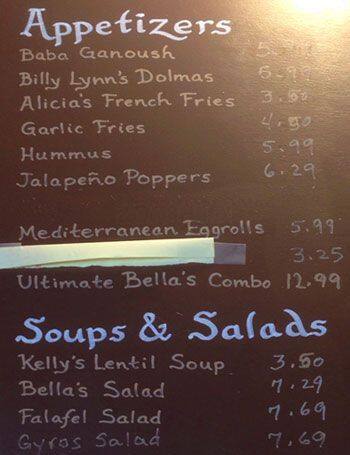 Appetizers
Baba Ganoush
Billy Lynn's Dolmas 6.99
Alicia's French Fries 3.50
Garlic Fries 4.50
Hummus 5.99
Jalapeño Poppers 6.29
Mediterranean Eggrolls 5.99
3.25
Ultimate Bella's Combo 12.99
Soups & Salads
Kelly's Lentil Soup 3.50
Bella's Salad 7.29
Falafel Salad 7.69
Gyros Salad 7.69